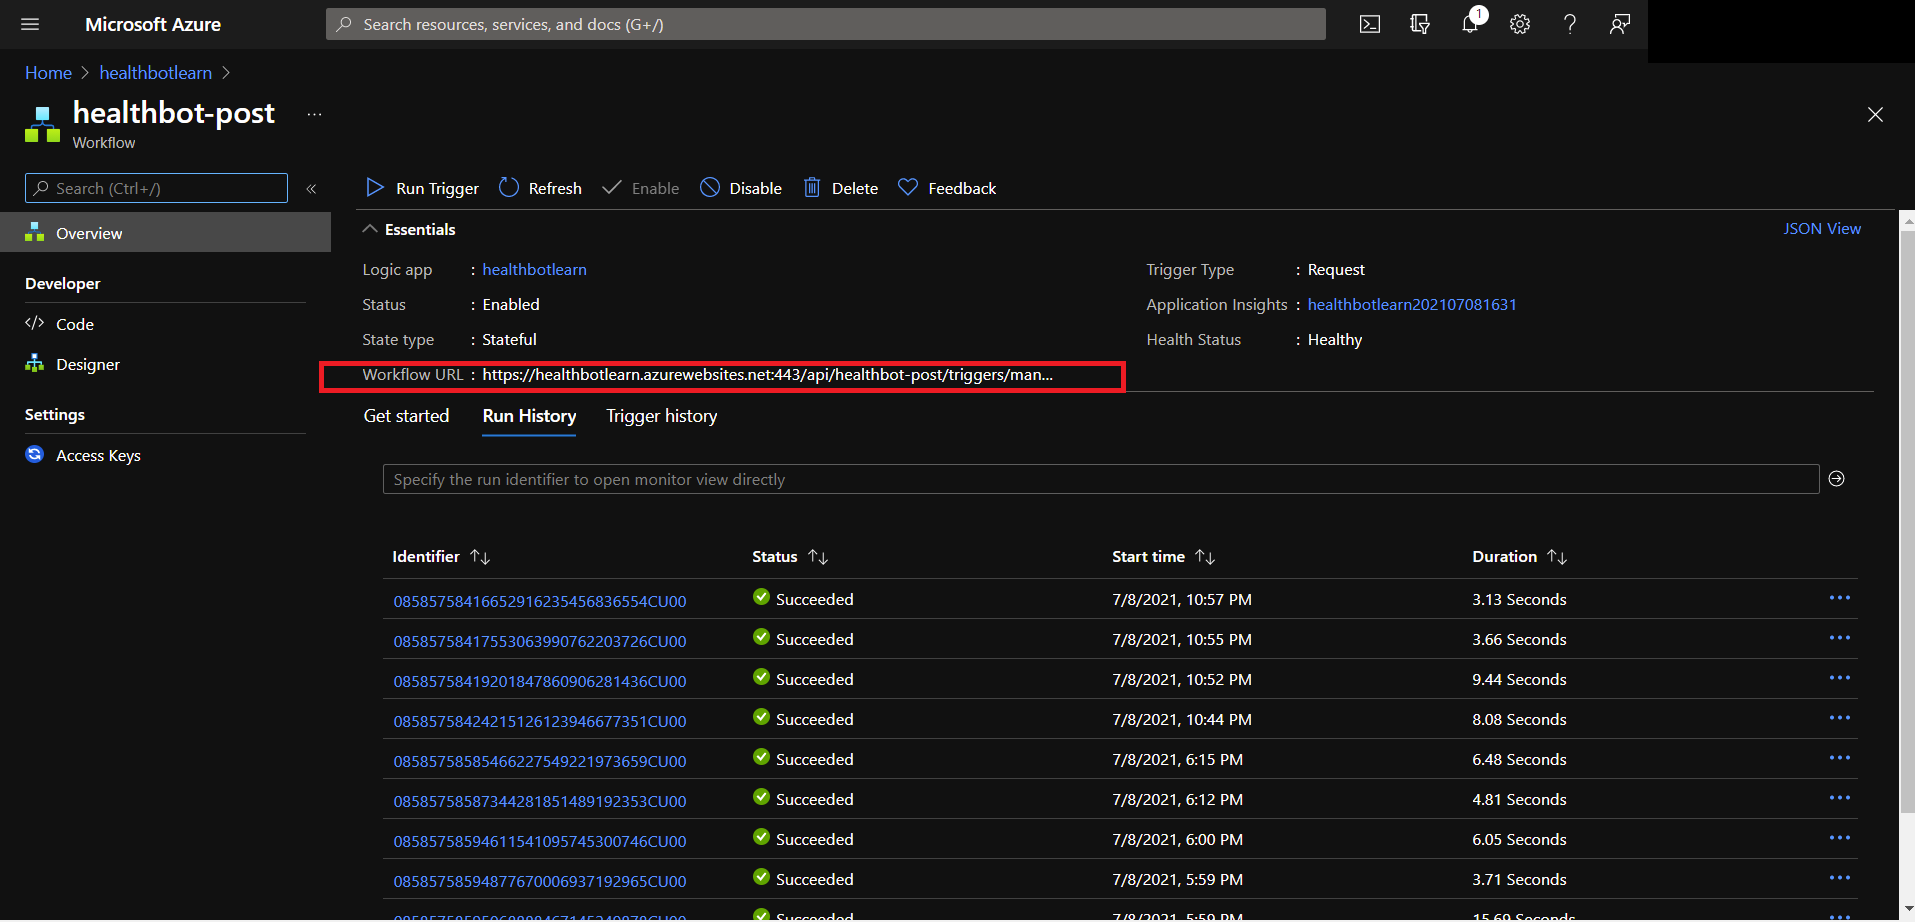 Microsoft Azure
Search resources, services, and docs (G+/)
1
Home > healthbotlearn >
healthbot-post ...
Workflow
Search (Ctrl+/) «
Run Trigger Refresh Enable Disable Delete Feedback
Overview
Developer
Code
Designer
Settings
Access Keys
Essentials JSON View
Logic app : healthbotlearn
Status : Enabled
State type : Stateful
Workflow URL : https://healthbotlearn.azurewebsites.net:443/api/healthbot-post/triggers/man...
Trigger Type : Request
Application Insights : healthbotlearn202107081631
Health Status : Healthy
Get started Run History Trigger history
Specify the run identifier to open monitor view directly
Identifier Status Start time Duration
08585758416652916235456836554CU00 Succeeded 7/8/2021, 10:57 PM 3.13 Seconds
08585758417553063990762203726CU00 Succeeded 7/8/2021, 10:55 PM 3.66 Seconds
08585758419201847860906281436CU00 Succeeded 7/8/2021, 10:52 PM 9.44 Seconds
08585758424215126123946677351CU00 Succeeded 7/8/2021, 10:44 PM 8.08 Seconds
08585758585466227549221973659CU00 Succeeded 7/8/2021, 6:15 PM 6.48 Seconds
08585758587344281851489192353CU00 Succeeded 7/8/2021, 6:12 PM 4.81 Seconds
08585758594611541095745300746CU00 Succeeded 7/8/2021, 6:00 PM 6.05 Seconds
08585758594877670006937192965CU00 Succeeded 7/8/2021, 5:59 PM 3.71 Seconds
Succeeded 7/8/2021, 5:59 PM 15.69 Seconds